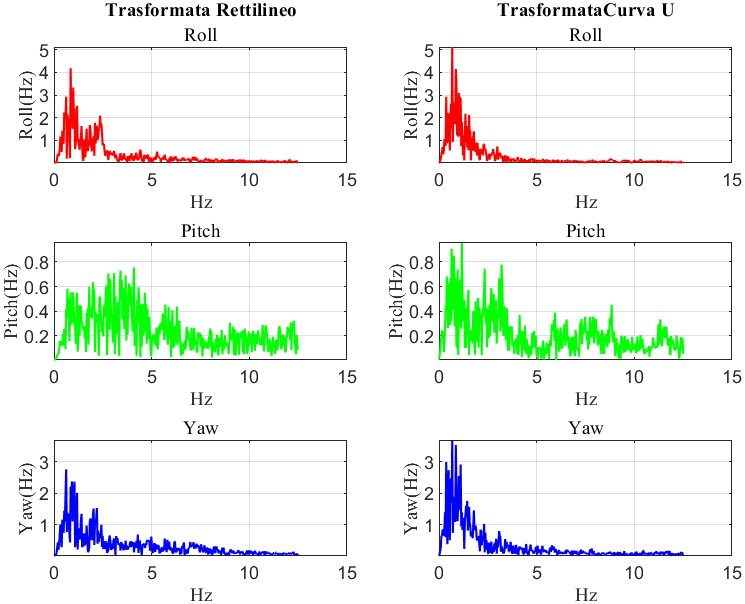 Trasformata Rettilineo
Roll
Roll(Hz)
5
4
3
2
1
0 5 10 15
Hz
TrasformataCurva U
Roll
Roll(Hz)
5
4
3
2
1
0 5 10 15
Hz
Pitch
Pitch(Hz)
0.8
0.6
0.4
0.2
0 5 10 15
Hz
Pitch
Pitch(Hz)
0.8
0.6
0.4
0.2
0 5 10 15
Hz
Yaw
Yaw(Hz)
3
2
1
0 5 10 15
Hz
Yaw
Yaw(Hz)
3
2
1
0 5 10 15
Hz